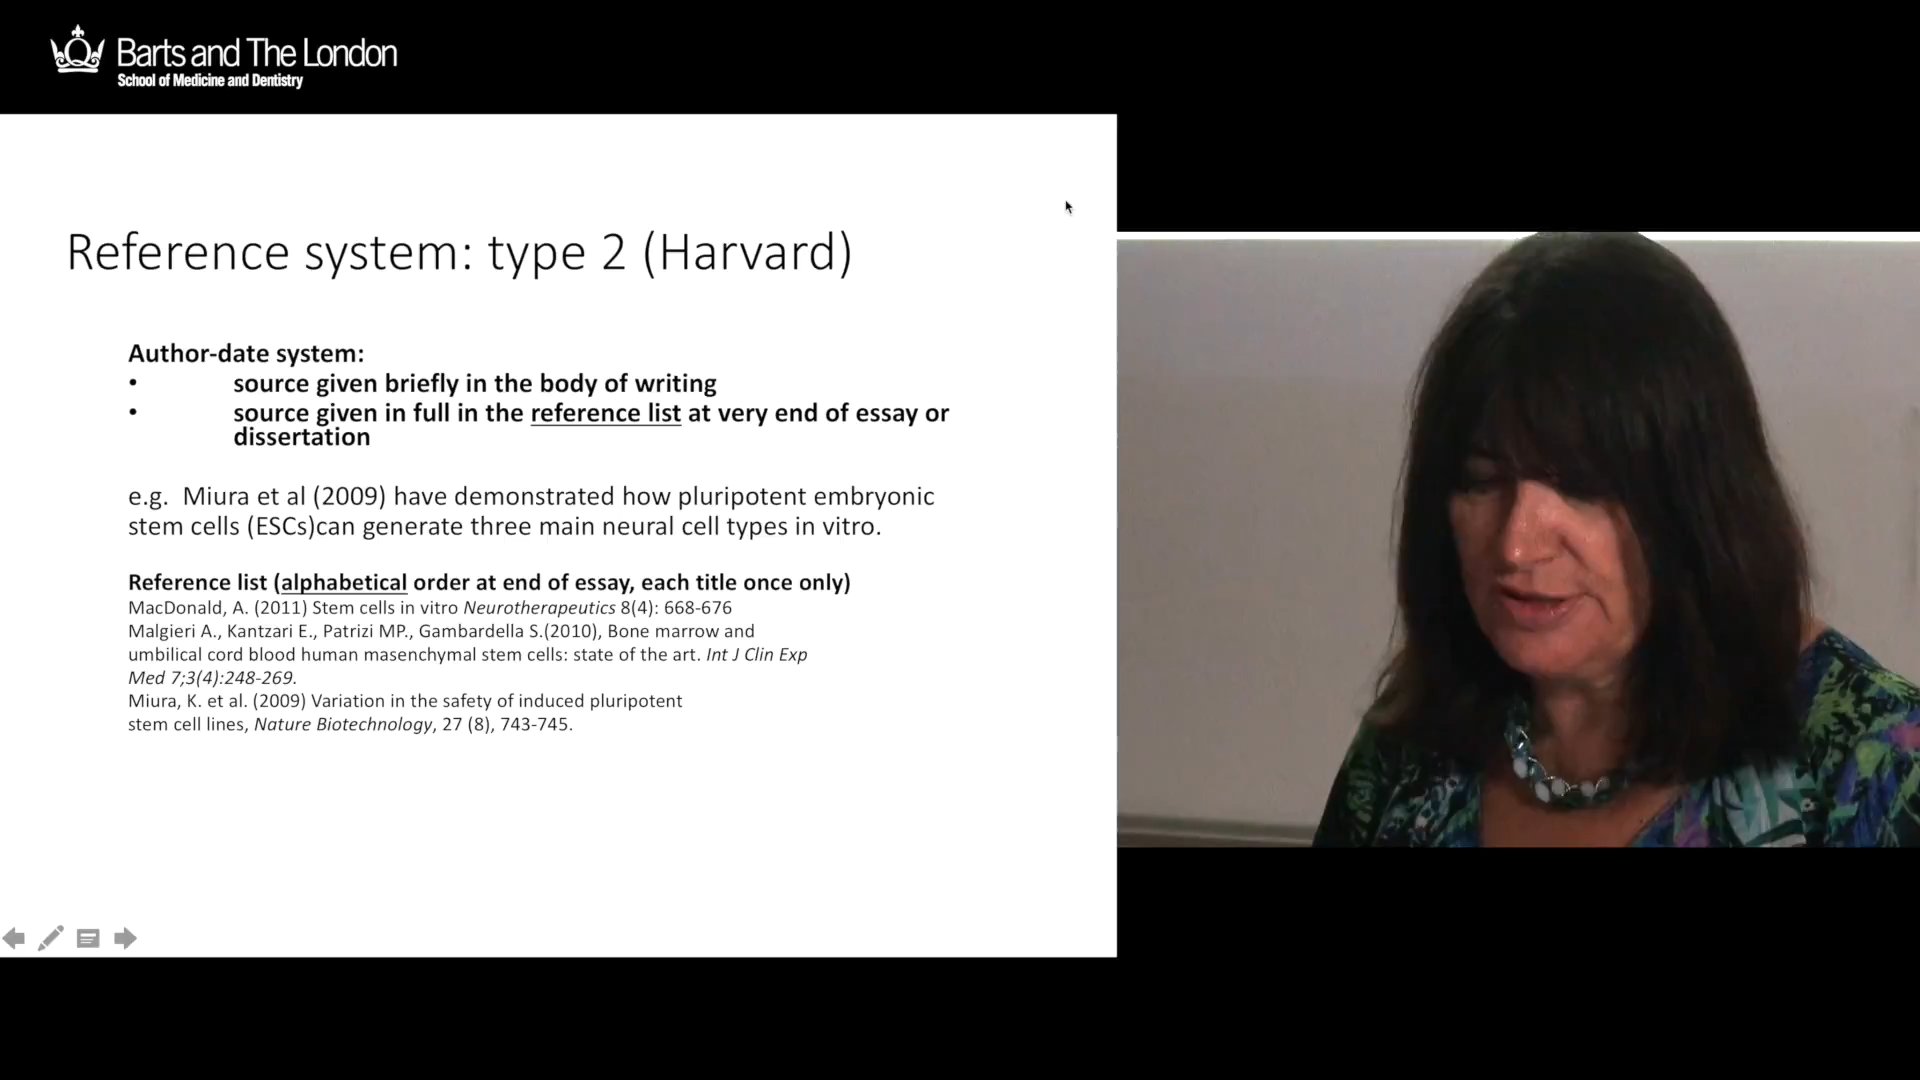 Barts and The London
School of Medicine and Dentistry
Reference system: type 2 (Harvard)
Author-date system:
• source given briefly in the body of writing
• source given in full in the reference list at very end of essay or
dissertation
e.g. Miura et al (2009) have demonstrated how pluripotent embryonic
stem cells (ESCs)can generate three main neural cell types in vitro.
Reference list (alphabetical order at end of essay, each title once only)
MacDonald, A. (2011) Stem cells in vitro Neurotherapeutics 8(4): 668-676
Malgieri A., Kantzari E., Patrizi MP., Gambardella S.(2010), Bone marrow and
umbilical cord blood human masenchymal stem cells: state of the art. Int J Clin Exp
Med 7;3(4):248-269.
Miura, K. et al. (2009) Variation in the safety of induced pluripotent
stem cell lines, Nature Biotechnology, 27 (8), 743-745.